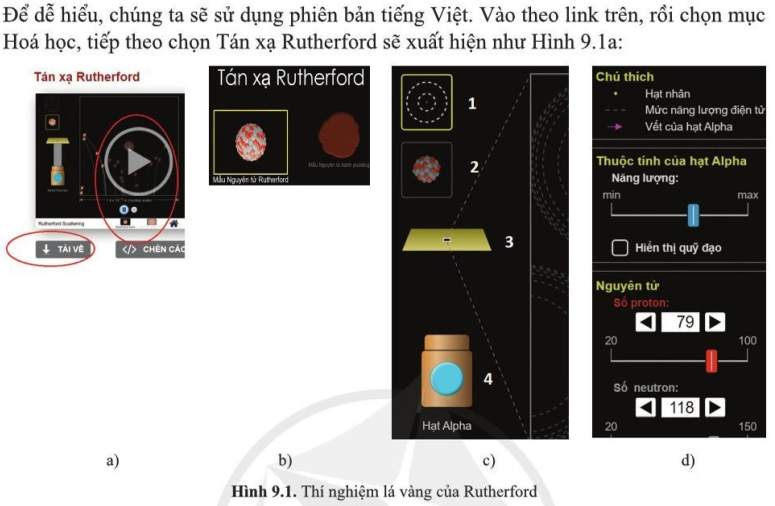 Để dễ hiểu, chúng ta sẽ sử dụng phiên bản tiếng Việt. Vào theo link trên, rồi chọn mục
Hoá học, tiếp theo chọn Tán xạ Rutherford sẽ xuất hiện như Hình 9.1a:
Tán xạ Rutherford
Rutherford Scattering
TẢI VỀ
</> CHÈN CÁC
Tán xạ Rutherford
Mẫu Nguyên tử Rutherford
Mẫu Nguyên tử bánh pudding
1
2
3
4
Hạt Alpha
Chú thích
Hạt nhân
Mức năng lượng điện tử
Vết của hạt Alpha
Thuộc tính của hạt Alpha
Năng lượng:
min
max
Hiển thị quỹ đạo
Nguyên tử
Số proton:
79
20
100
Số neutron:
118
20
150
a)
b)
c)
d)
Hình 9.1. Thí nghiệm lá vàng của Rutherford